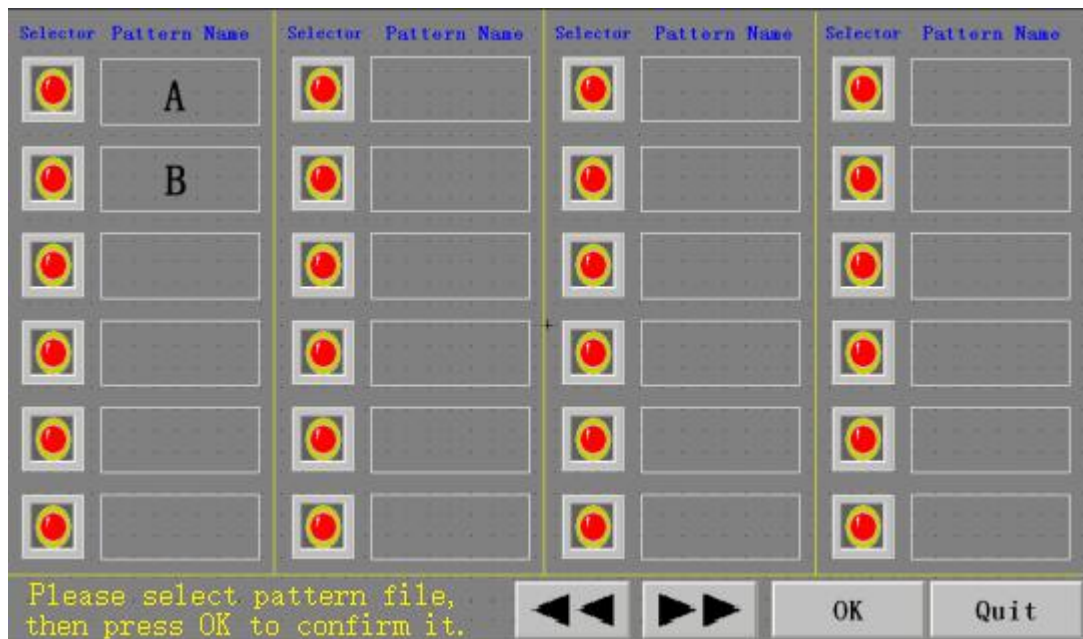 Selector Pattern Name Selector Pattern Name Selector Pattern Name Selector Pattern Name
A
B
Please select pattern file,
then press OK to confirm it.
OK Quit